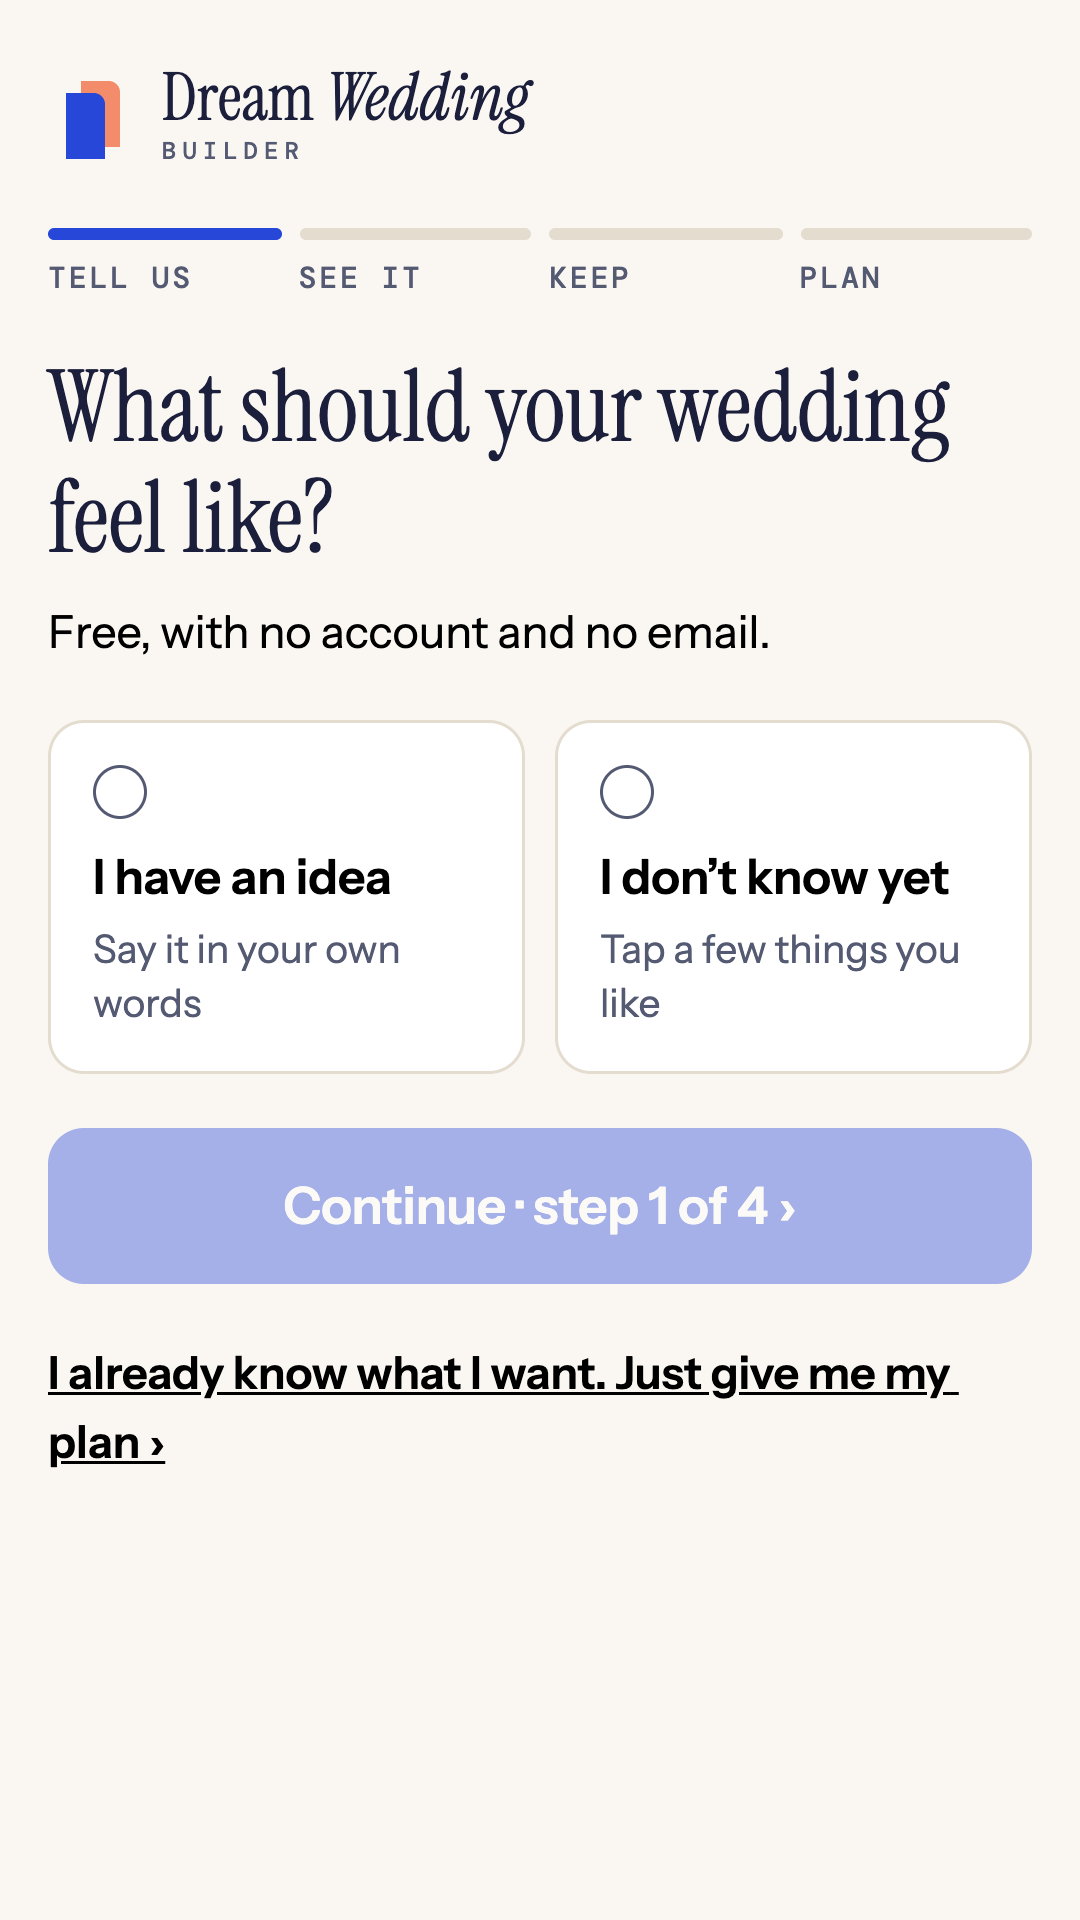 Dream Wedding
BUILDER
TELL US
SEE IT
KEEP
PLAN
What should your wedding
feel like?
Free, with no account and no email.
I have an idea
Say it in your own
words
I don’t know yet
Tap a few things you
like
Continue · step 1 of 4 ›
I already know what I want. Just give me my
plan ›